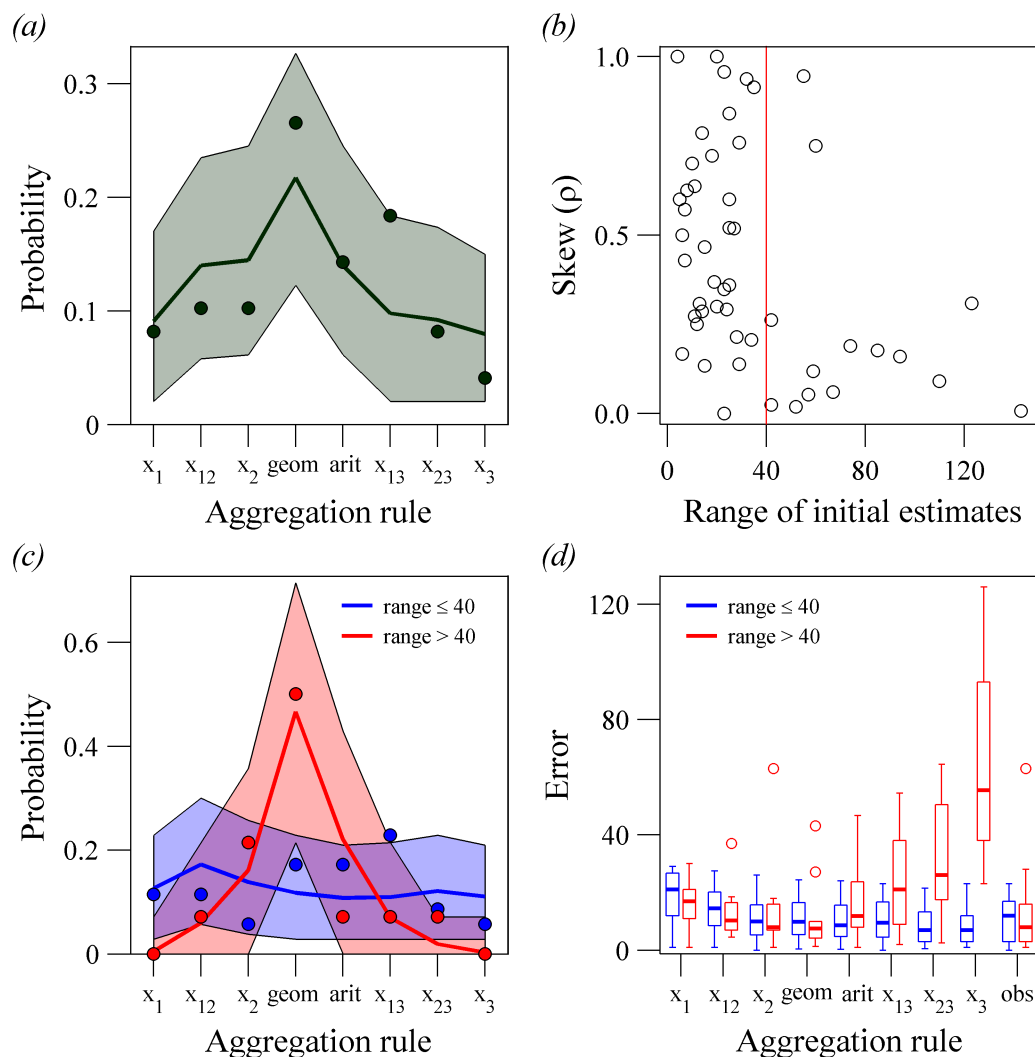 (a)
Probability
0.3
0.2
0.1
0
x1 x12 x2 geom arit x13 x23 x3
Aggregation rule
(b)
Skew (ρ)
1.0
0.5
0.0
0 40 80 120
Range of initial estimates
(c)
Probability
0.6
0.4
0.2
0
range ≤ 40
range > 40
x1 x12 x2 geom arit x13 x23 x3
Aggregation rule
(d)
Error
120
80
40
0
range ≤ 40
range > 40
x1 x12 x2 geom arit x13 x23 x3 obs
Aggregation rule